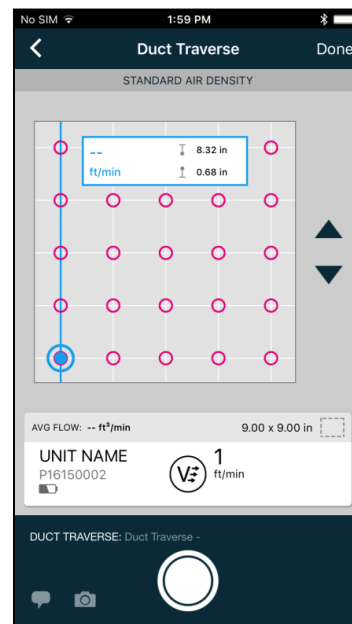 No SIM 1:59 PM
Duct Traverse Done
STANDARD AIR DENSITY
-- 8.32 in
ft/min 0.68 in
AVG FLOW: -- ft³/min 9.00 x 9.00 in
UNIT NAME 1
P16150002 V ft/min
DUCT TRAVERSE: Duct Traverse -